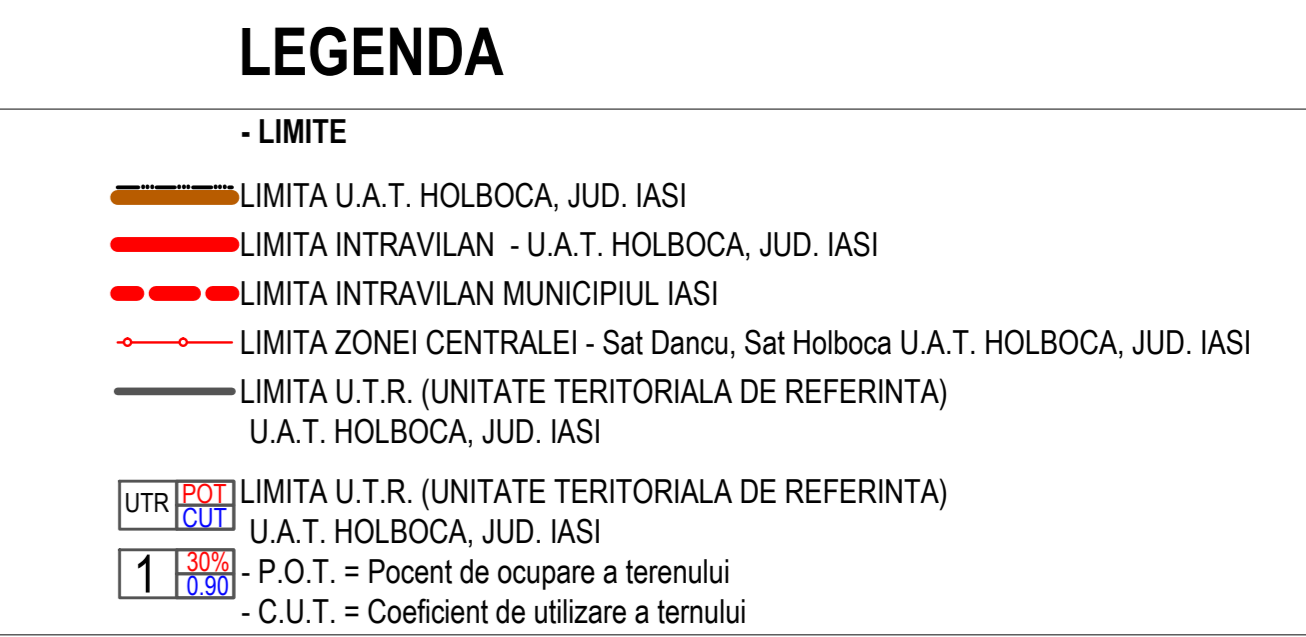 LEGENDA
- LIMITE
LIMITA U.A.T. HOLBOCA, JUD. IASI
LIMITA INTRAVILAN - U.A.T. HOLBOCA, JUD. IASI
LIMITA INTRAVILAN MUNICIPIUL IASI
LIMITA ZONEI CENTRALEI - Sat Dancu, Sat Holboca U.A.T. HOLBOCA, JUD. IASI
LIMITA U.T.R. (UNITATE TERITORIALA DE REFERINTA)
U.A.T. HOLBOCA, JUD. IASI
UTR POT CUT
LIMITA U.T.R. (UNITATE TERITORIALA DE REFERINTA)
U.A.T. HOLBOCA, JUD. IASI
1 30% 0.90
- P.O.T. = Pocent de ocupare a terenului
- C.U.T. = Coeficient de utilizare a ternului